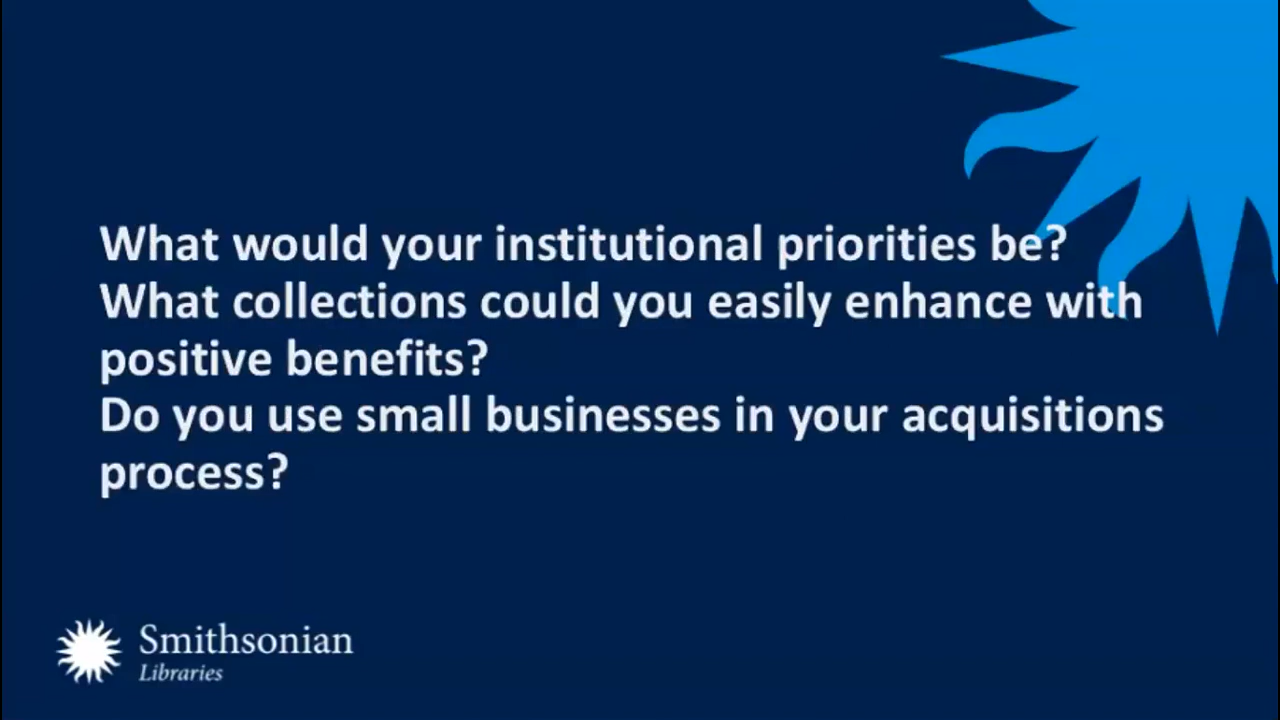 What would your institutional priorities be?
What collections could you easily enhance with
positive benefits?
Do you use small businesses in your acquisitions
process?
Smithsonian
Libraries